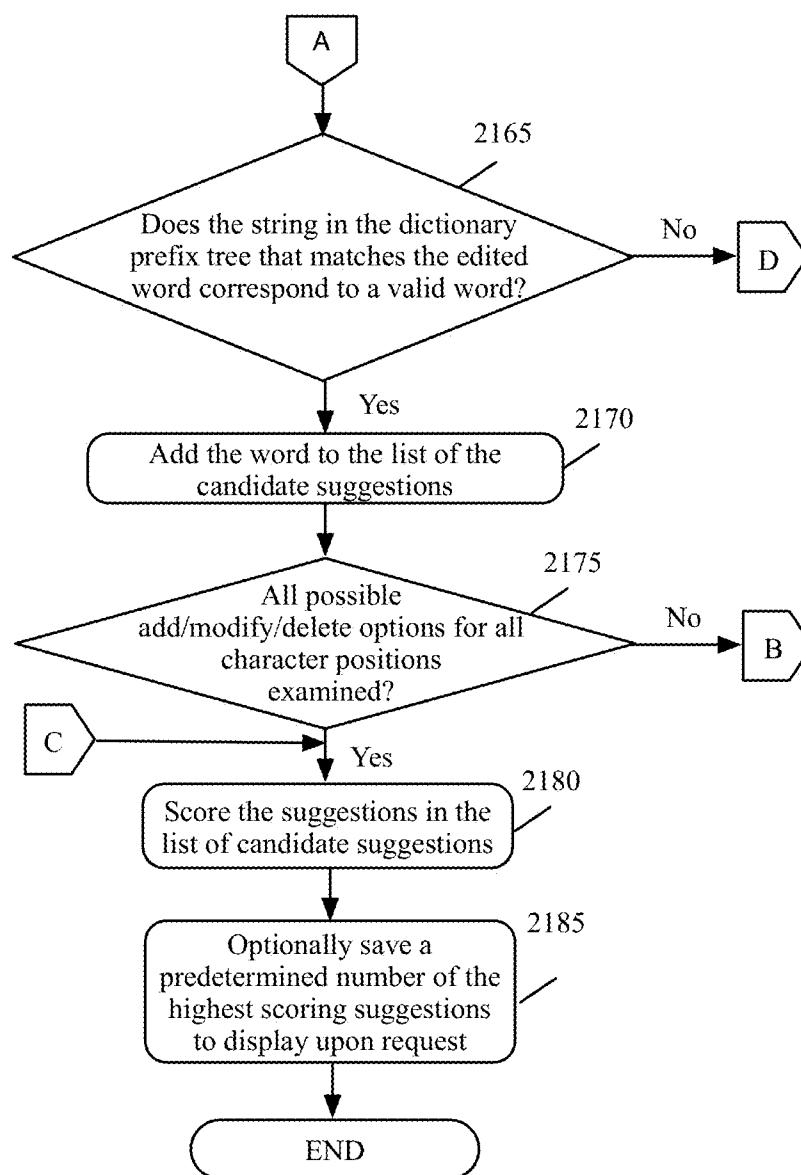 A
2165
Does the string in the dictionary
prefix tree that matches the edited
word correspond to a valid word?
No
D
Yes
2170
Add the word to the list of the
candidate suggestions
2175
All possible
add/modify/delete options for all
character positions
examined?
No
B
C
Yes
2180
Score the suggestions in the
list of candidate suggestions
2185
Optionally save a
predetermined number of the
highest scoring suggestions
to display upon request
END